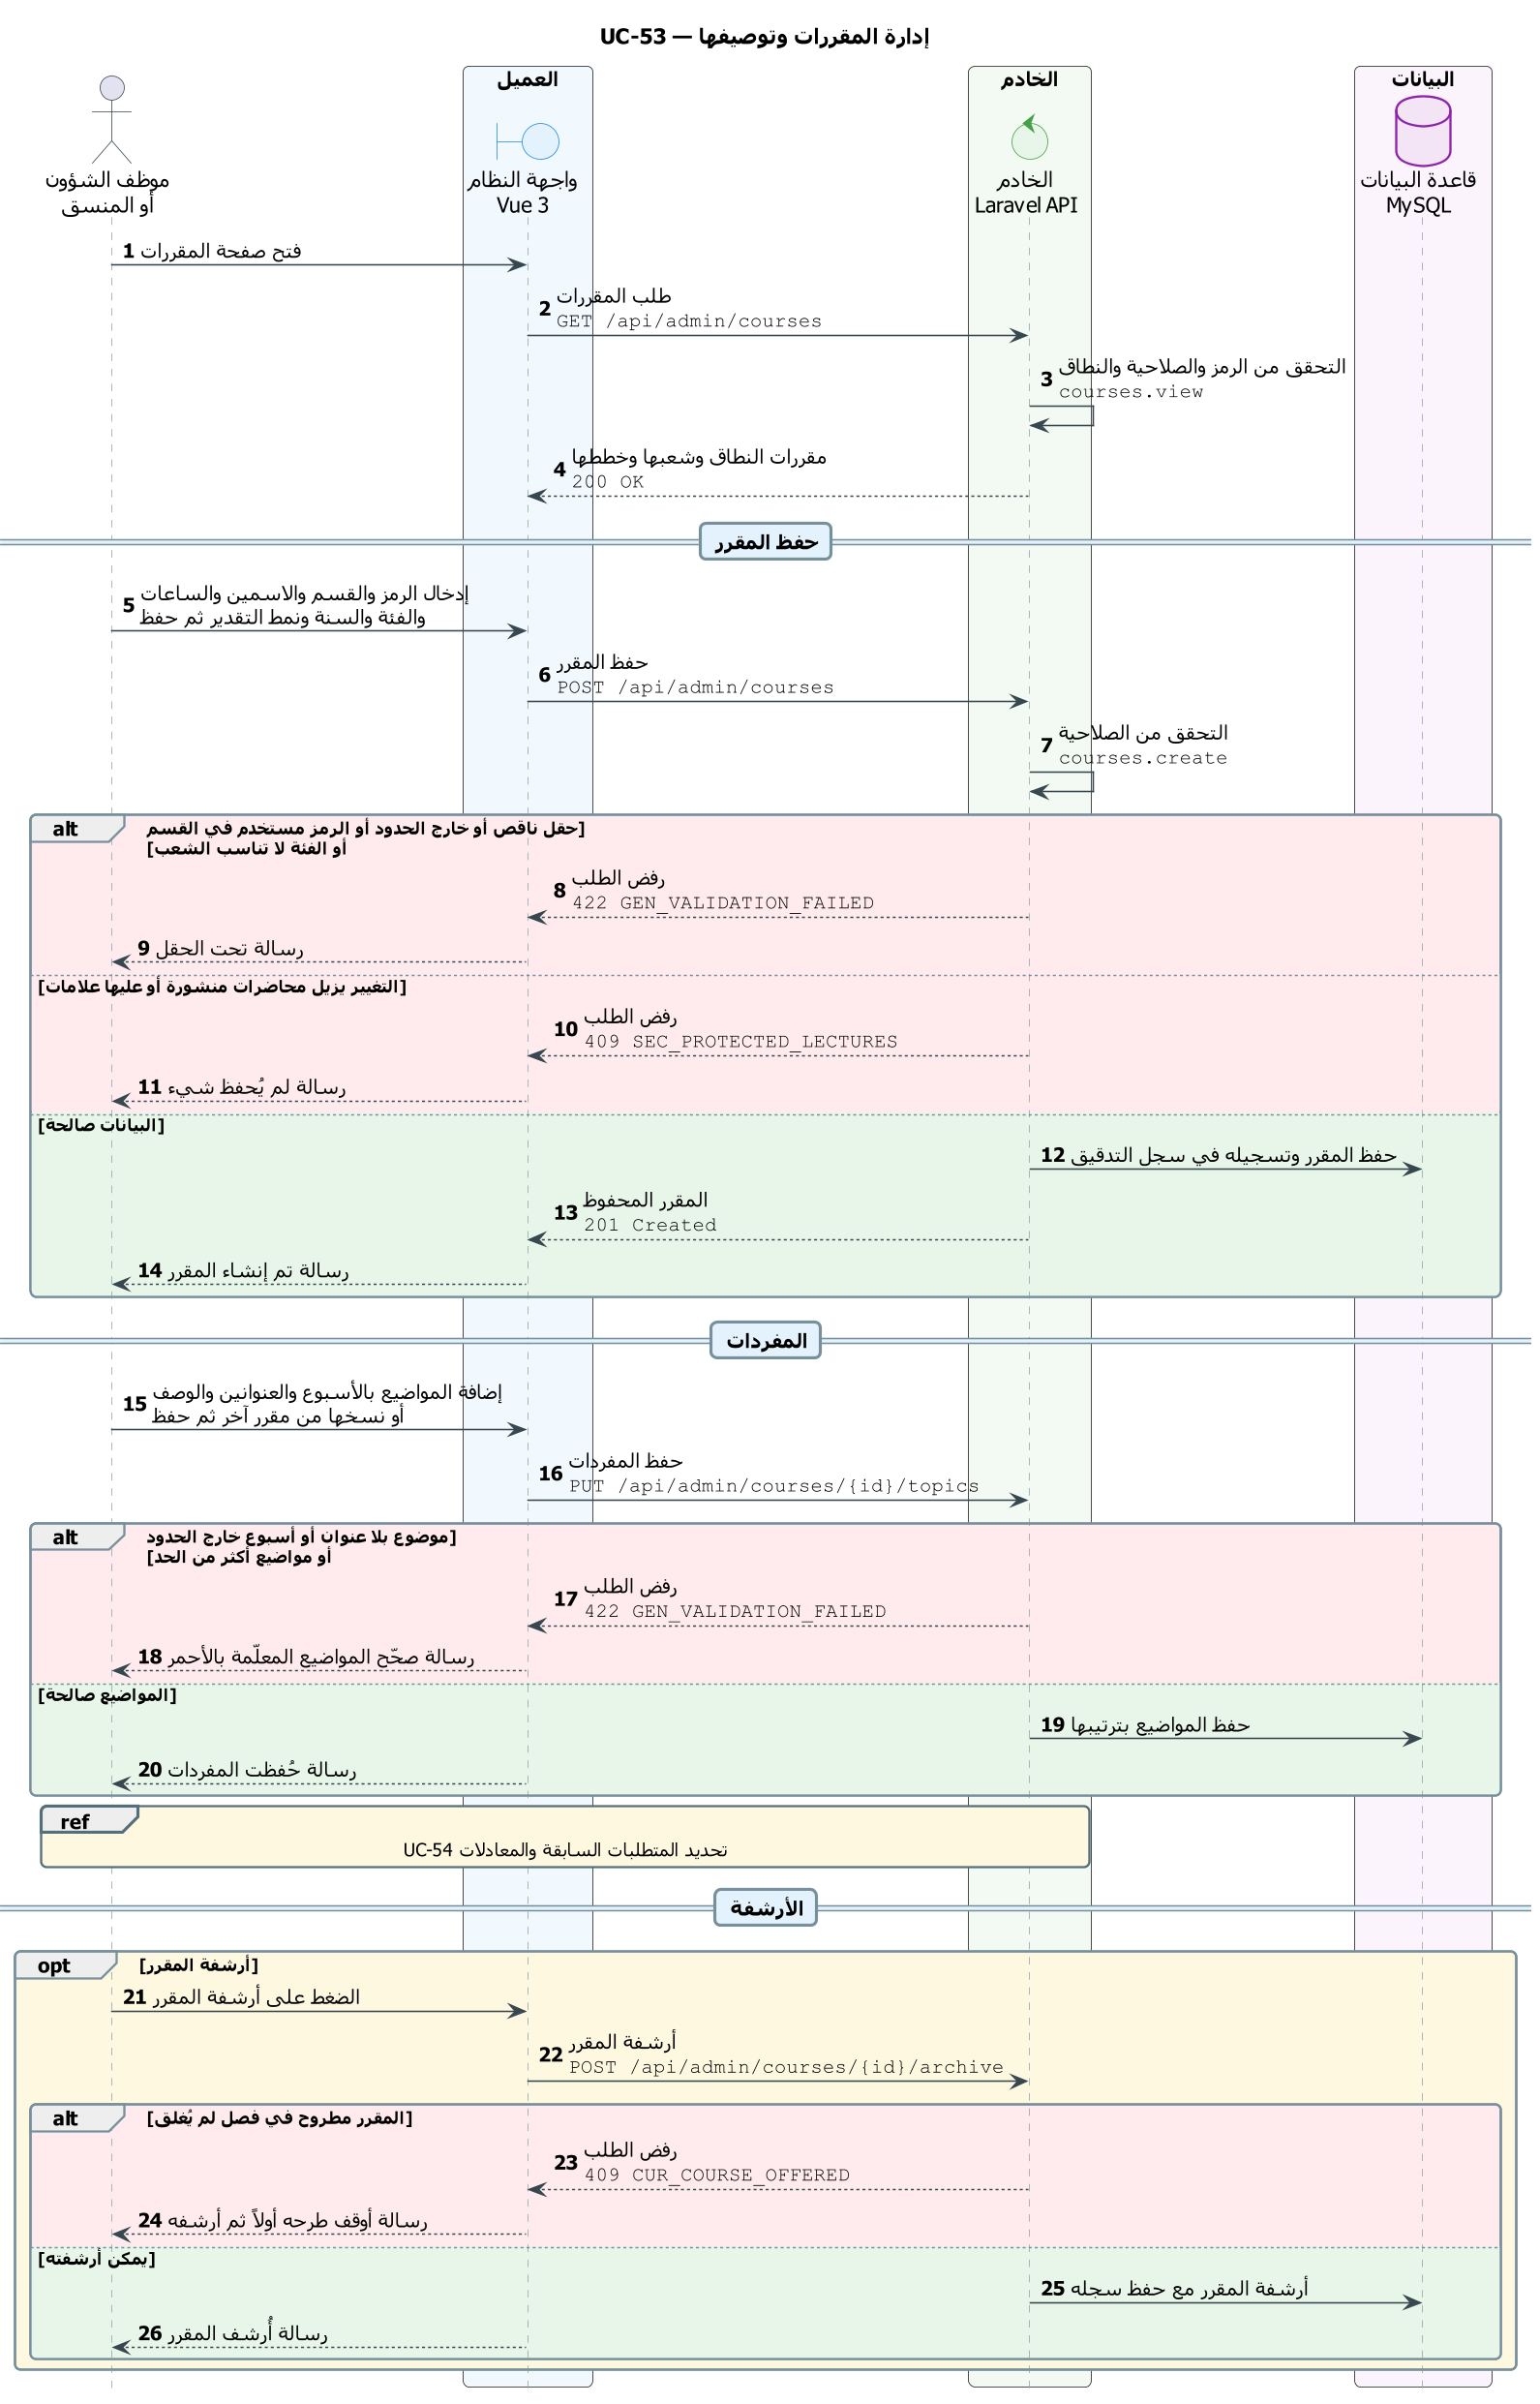 UC-53 — إدارة المقررات وتوصيفها
العميل
الخادم
البيانات
موظف الشؤون
أو المنسق
واجهة النظام
Vue 3
الخادم
Laravel API
قاعدة البيانات
MySQL
1 فتح صفحة المقررات
2 طلب المقررات
GET /api/admin/courses
3 التحقق من الرمز والصلاحية والنطاق
courses.view
4 مقررات النطاق وشعبها وخططها
200 OK
حفظ المقرر
5 إدخال الرمز والقسم والاسمين والساعات
والفئة والسنة ونمط التقدير ثم حفظ
6 حفظ المقرر
POST /api/admin/courses
7 التحقق من الصلاحية
courses.create
alt [حقل ناقص أو خارج الحدود أو الرمز مستخدم في القسم
أو الفئة لا تناسب الشعب]
8 رفض الطلب
422 GEN_VALIDATION_FAILED
9 رسالة تحت الحقل
[التغيير يزيل محاضرات منشورة أو عليها علامات]
10 رفض الطلب
409 SEC_PROTECTED_LECTURES
11 رسالة لم يُحفظ شيء
[البيانات صالحة]
12 حفظ المقرر وتسجيله في سجل التدقيق
13 المقرر المحفوظ
201 Created
14 رسالة تم إنشاء المقرر
المفردات
15 إضافة المواضيع بالأسبوع والعنوانين والوصف
أو نسخها من مقرر آخر ثم حفظ
16 حفظ المفردات
PUT /api/admin/courses/{id}/topics
alt [موضوع بلا عنوان أو أسبوع خارج الحدود
أو مواضيع أكثر من الحد]
17 رفض الطلب
422 GEN_VALIDATION_FAILED
18 رسالة صحّح المواضيع المعلّمة بالأحمر
[المواضيع صالحة]
19 حفظ المواضيع بترتيبها
20 رسالة حُفظت المفردات
ref
UC-54 تحديد المتطلبات السابقة والمعادلات
الأرشفة
opt [أرشفة المقرر]
21 الضغط على أرشفة المقرر
22 أرشفة المقرر
POST /api/admin/courses/{id}/archive
alt [المقرر مطروح في فصل لم يُغلق]
23 رفض الطلب
409 CUR_COURSE_OFFERED
24 رسالة أوقف طرحه أولاً ثم أرشفه
[يمكن أرشفته]
25 أرشفة المقرر مع حفظ سجله
26 رسالة أُرشف المقرر